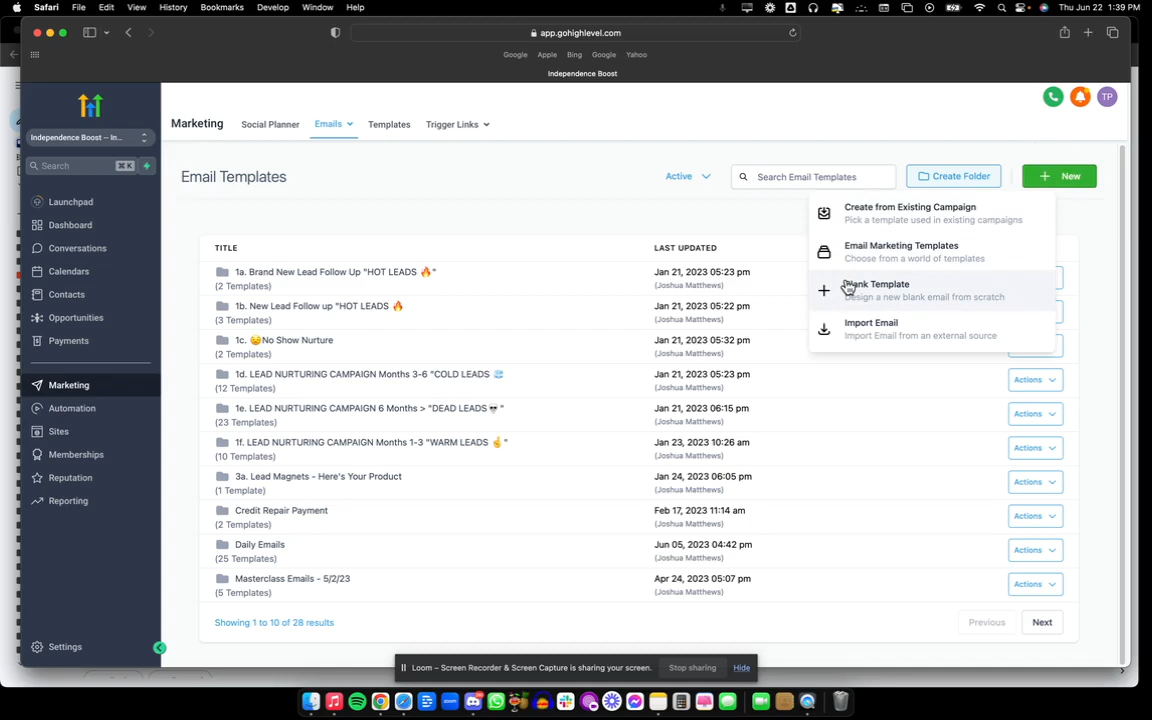 Safari File Edit View History Bookmarks Develop Window Help
Thu Jun 22 1:39 PM
app.gohighlevel.com
Google Apple Bing Google Yahoo
Independence Boost
TP
Independence Boost -- In...
Marketing Social Planner Emails Templates Trigger Links
Search ⌘K
Email Templates Active Search Email Templates Create Folder + New
Launchpad
Dashboard
Conversations
Calendars
Contacts
Opportunities
Payments
Marketing
Automation
Sites
Memberships
Reputation
Reporting
Settings
Create from Existing Campaign
Pick a template used in existing campaigns
Email Marketing Templates
Choose from a world of templates
Template
Design a new blank email from scratch
Import Email
Import Email from an external source
TITLE LAST UPDATED
1a. Brand New Lead Follow Up "HOT LEADS 🔥" Jan 21, 2023 05:23 pm
(2 Templates) (Joshua Matthews)
1b. New Lead Follow up "HOT LEADS 🔥 Jan 21, 2023 05:22 pm
(3 Templates) (Joshua Matthews)
1c. 😔No Show Nurture Jan 21, 2023 05:32 pm
(2 Templates) (Joshua Matthews)
1d. LEAD NURTURING CAMPAIGN Months 3-6 "COLD LEADS 🧊 Jan 21, 2023 05:23 pm Actions
(12 Templates) (Joshua Matthews)
1e. LEAD NURTURING CAMPAIGN 6 Months > "DEAD LEADS☠️" Jan 21, 2023 06:15 pm Actions
(23 Templates) (Joshua Matthews)
1f. LEAD NURTURING CAMPAIGN Months 1-3 "WARM LEADS 🤞" Jan 23, 2023 10:26 am Actions
(10 Templates) (Joshua Matthews)
3a. Lead Magnets - Here's Your Product Jan 24, 2023 06:05 pm Actions
(1 Template) (Joshua Matthews)
Credit Repair Payment Feb 17, 2023 11:14 am Actions
(2 Templates) (Joshua Matthews)
Daily Emails Jun 05, 2023 04:42 pm Actions
(25 Templates) (Joshua Matthews)
Masterclass Emails - 5/2/23 Apr 24, 2023 05:07 pm Actions
(5 Templates) (Joshua Matthews)
Showing 1 to 10 of 28 results Previous Next
Loom – Screen Recorder & Screen Capture is sharing your screen. Stop sharing Hide